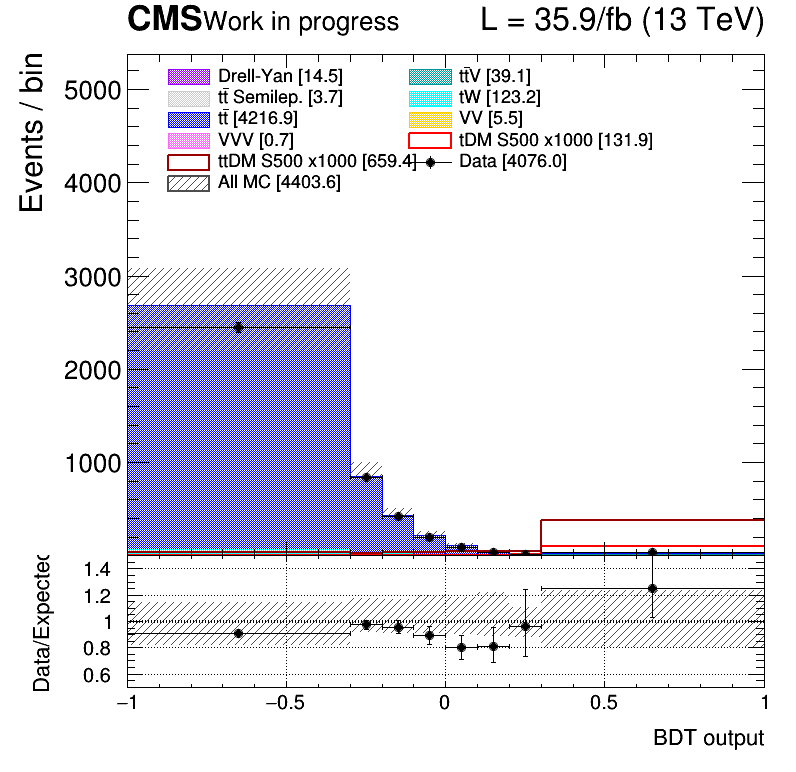 CMS Work in progress L = 35.9/fb (13 TeV)
Events / bin
Drell-Yan [14.5] tt̄V [39.1]
tt̄ Semilep. [3.7] tW [123.2]
tt̄ [4216.9] VV [5.5]
VVV [0.7] tDM S500 x1000 [131.9]
ttDM S500 x1000 [659.4] Data [4076.0]
All MC [4403.6]
5000
4000
3000
2000
1000
Data/Expected
1.4
1.2
1
0.8
0.6
−1 −0.5 0 0.5 1
BDT output